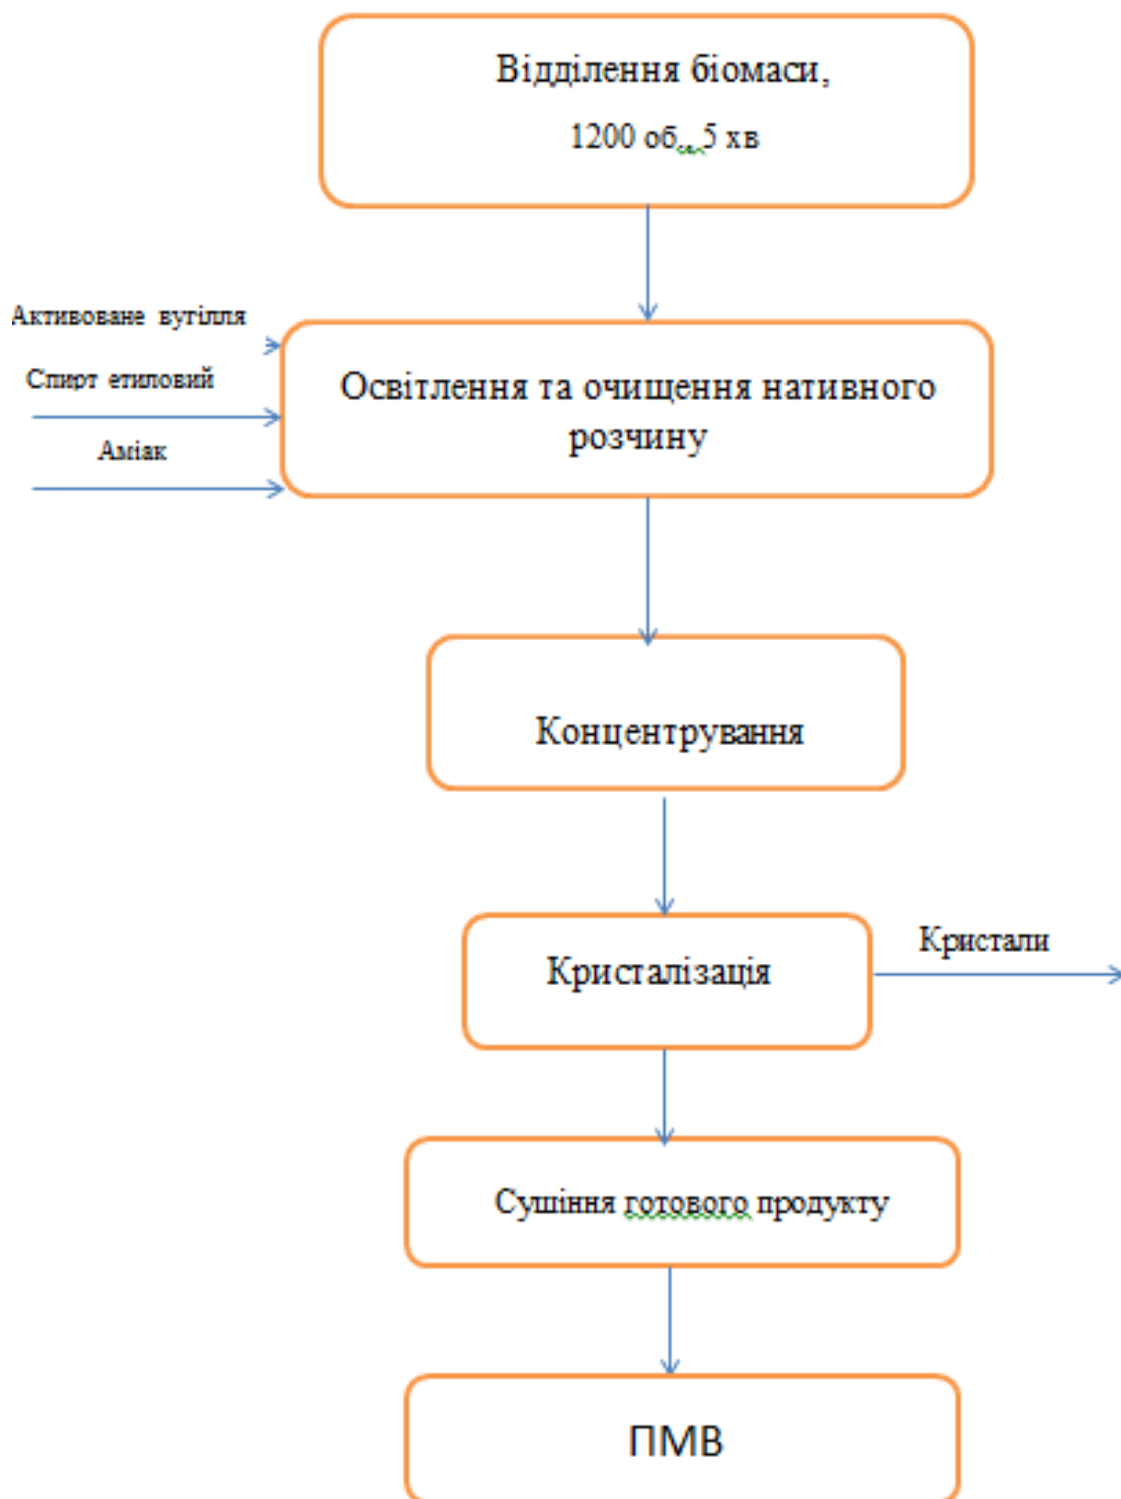 Відділення біомаси,
1200 об., 5 хв
Активоване вугілля
Спирт етиловий
Аміак
Освітлення та очищення нативного
розчину
Концентрування
Кристалізація
Кристали
Сушіння готового продукту
ПМВ